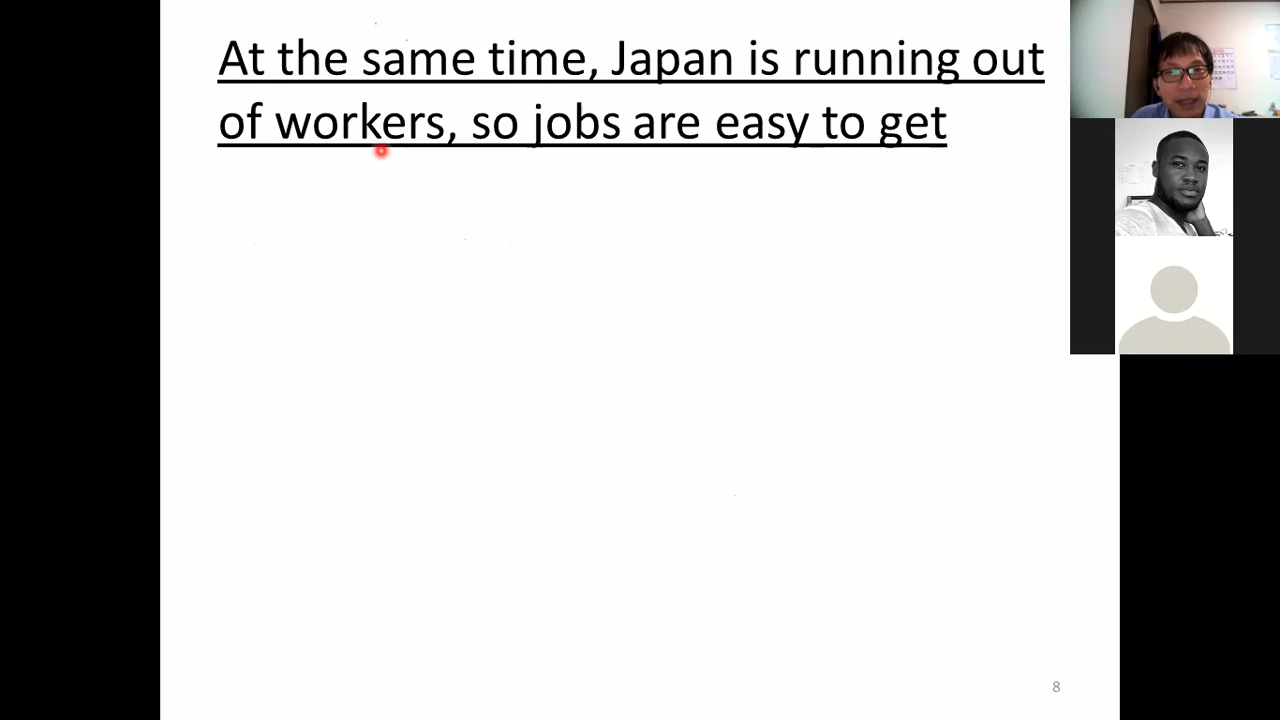 At the same time, Japan is running out
of workers, so jobs are easy to get
8